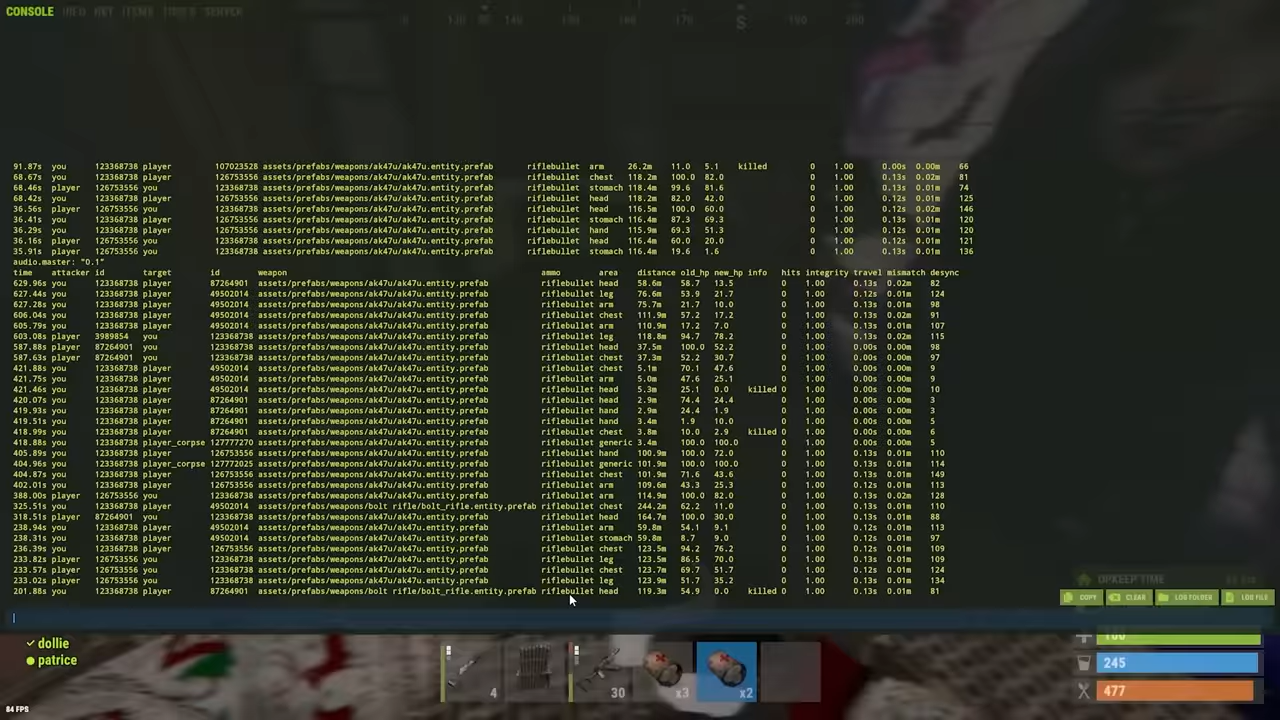 CONSOLE INFO NET ITEMS TOOLS SERVER
S
91.87s you 123368738 player 107023528 assets/prefabs/weapons/ak47u/ak47u.entity.prefab riflebullet arm 26.2m 11.0 5.1 killed 0 1.00 0.00s 0.00m 66
68.67s you 123368738 player 126753556 assets/prefabs/weapons/ak47u/ak47u.entity.prefab riflebullet chest 118.2m 100.0 82.0 0 1.00 0.13s 0.02m 81
68.46s player 126753556 you 123368738 assets/prefabs/weapons/ak47u/ak47u.entity.prefab riflebullet stomach 118.4m 99.6 81.6 0 1.00 0.13s 0.01m 74
68.42s you 123368738 player 126753556 assets/prefabs/weapons/ak47u/ak47u.entity.prefab riflebullet head 118.2m 82.0 42.0 0 1.00 0.12s 0.01m 125
36.56s player 126753556 you 123368738 assets/prefabs/weapons/ak47u/ak47u.entity.prefab riflebullet head 116.5m 100.0 60.0 0 1.00 0.12s 0.02m 146
36.41s you 123368738 player 126753556 assets/prefabs/weapons/ak47u/ak47u.entity.prefab riflebullet stomach 116.4m 87.3 69.3 0 1.00 0.13s 0.01m 120
36.29s you 123368738 player 126753556 assets/prefabs/weapons/ak47u/ak47u.entity.prefab riflebullet hand 115.9m 69.3 51.3 0 1.00 0.12s 0.01m 120
36.16s player 126753556 you 123368738 assets/prefabs/weapons/ak47u/ak47u.entity.prefab riflebullet head 116.4m 60.0 20.0 0 1.00 0.12s 0.01m 121
35.91s player 126753556 you 123368738 assets/prefabs/weapons/ak47u/ak47u.entity.prefab riflebullet stomach 116.4m 19.6 1.6 0 1.00 0.13s 0.01m 136
audio.master: "0.1"
time attacker id target id weapon ammo area distance old_hp new_hp info hits integrity travel mismatch desync
629.96s you 123368738 player 87264901 assets/prefabs/weapons/ak47u/ak47u.entity.prefab riflebullet head 58.6m 58.7 13.5 0 1.00 0.13s 0.02m 82
627.44s you 123368738 player 49502014 assets/prefabs/weapons/ak47u/ak47u.entity.prefab riflebullet leg 76.6m 53.9 21.7 0 1.00 0.12s 0.01m 124
627.28s you 123368738 player 49502014 assets/prefabs/weapons/ak47u/ak47u.entity.prefab riflebullet arm 75.7m 21.7 10.0 0 1.00 0.13s 0.01m 98
606.04s you 123368738 player 49502014 assets/prefabs/weapons/ak47u/ak47u.entity.prefab riflebullet chest 111.9m 57.2 17.2 0 1.00 0.13s 0.02m 91
605.79s you 123368738 player 49502014 assets/prefabs/weapons/ak47u/ak47u.entity.prefab riflebullet arm 110.9m 17.2 7.0 0 1.00 0.13s 0.01m 107
603.08s player 3989854 you 123368738 assets/prefabs/weapons/ak47u/ak47u.entity.prefab riflebullet leg 118.8m 94.7 78.2 0 1.00 0.13s 0.02m 115
587.88s player 87264901 you 123368738 assets/prefabs/weapons/ak47u/ak47u.entity.prefab riflebullet head 37.5m 100.0 52.2 0 1.00 0.00s 0.00m 98
587.63s player 87264901 you 123368738 assets/prefabs/weapons/ak47u/ak47u.entity.prefab riflebullet chest 37.3m 52.2 30.7 0 1.00 0.00s 0.00m 97
421.88s you 123368738 player 49502014 assets/prefabs/weapons/ak47u/ak47u.entity.prefab riflebullet chest 5.1m 70.1 47.6 0 1.00 0.00s 0.00m 9
421.75s you 123368738 player 49502014 assets/prefabs/weapons/ak47u/ak47u.entity.prefab riflebullet arm 5.0m 47.6 25.1 0 1.00 0.00s 0.00m 9
421.46s you 123368738 player 49502014 assets/prefabs/weapons/ak47u/ak47u.entity.prefab riflebullet head 5.3m 25.1 0.0 killed 0 1.00 0.00s 0.00m 10
420.07s you 123368738 player 87264901 assets/prefabs/weapons/ak47u/ak47u.entity.prefab riflebullet head 2.9m 74.4 24.4 0 1.00 0.00s 0.00m 3
419.93s you 123368738 player 87264901 assets/prefabs/weapons/ak47u/ak47u.entity.prefab riflebullet hand 2.9m 24.4 1.9 0 1.00 0.00s 0.00m 3
419.51s you 123368738 player 87264901 assets/prefabs/weapons/ak47u/ak47u.entity.prefab riflebullet hand 3.4m 1.9 10.0 0 1.00 0.00s 0.00m 5
418.99s you 123368738 player 87264901 assets/prefabs/weapons/ak47u/ak47u.entity.prefab riflebullet chest 3.8m 10.0 2.9 killed 0 1.00 0.00s 0.00m 6
418.88s you 123368738 player_corpse 127777270 assets/prefabs/weapons/ak47u/ak47u.entity.prefab riflebullet generic 3.4m 100.0 100.0 0 1.00 0.00s 0.00m 5
405.89s you 123368738 player 126753556 assets/prefabs/weapons/ak47u/ak47u.entity.prefab riflebullet hand 100.9m 100.0 72.0 0 1.00 0.13s 0.01m 110
404.96s you 123368738 player_corpse 127772025 assets/prefabs/weapons/ak47u/ak47u.entity.prefab riflebullet generic 101.9m 100.0 100.0 0 1.00 0.13s 0.01m 114
404.87s you 123368738 player 126753556 assets/prefabs/weapons/ak47u/ak47u.entity.prefab riflebullet chest 101.9m 71.6 43.6 0 1.00 0.13s 0.01m 149
402.01s you 123368738 player 126753556 assets/prefabs/weapons/ak47u/ak47u.entity.prefab riflebullet arm 109.6m 43.3 25.3 0 1.00 0.12s 0.01m 113
388.00s player 126753556 you 123368738 assets/prefabs/weapons/ak47u/ak47u.entity.prefab riflebullet arm 114.9m 100.0 82.0 0 1.00 0.13s 0.02m 128
325.51s you 123368738 player 49502014 assets/prefabs/weapons/bolt rifle/bolt_rifle.entity.prefab riflebullet chest 244.2m 62.2 11.0 0 1.00 0.13s 0.01m 110
318.51s player 87264901 you 123368738 assets/prefabs/weapons/ak47u/ak47u.entity.prefab riflebullet head 164.7m 100.0 30.0 0 1.00 0.13s 0.01m 88
238.94s you 123368738 player 49502014 assets/prefabs/weapons/ak47u/ak47u.entity.prefab riflebullet arm 59.8m 54.1 9.1 0 1.00 0.12s 0.01m 113
238.31s you 123368738 player 49502014 assets/prefabs/weapons/ak47u/ak47u.entity.prefab riflebullet stomach 59.8m 8.7 9.0 0 1.00 0.13s 0.01m 97
236.39s you 123368738 player 126753556 assets/prefabs/weapons/ak47u/ak47u.entity.prefab riflebullet chest 123.5m 94.2 76.2 0 1.00 0.12s 0.01m 109
233.82s player 126753556 you 123368738 assets/prefabs/weapons/ak47u/ak47u.entity.prefab riflebullet leg 123.5m 86.5 70.0 0 1.00 0.13s 0.01m 109
233.57s player 126753556 you 123368738 assets/prefabs/weapons/ak47u/ak47u.entity.prefab riflebullet chest 123.7m 69.7 51.7 0 1.00 0.12s 0.01m 124
233.02s player 126753556 you 123368738 assets/prefabs/weapons/ak47u/ak47u.entity.prefab riflebullet leg 123.9m 51.7 35.2 0 1.00 0.12s 0.01m 134
201.88s you 123368738 player 87264901 assets/prefabs/weapons/bolt rifle/bolt_rifle.entity.prefab riflebullet head 119.3m 54.9 0.0 killed 0 1.00 0.13s 0.01m 81
UPKEEP TIME
COPY CLEAR LOG FOLDER LOG FILE
100
dollie
patrice
245
477
4 30 x3 x2
84 FPS